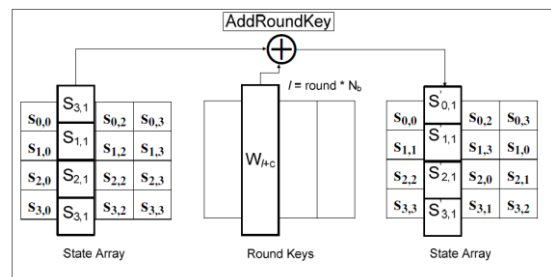 AddRoundKey
l = round * Nb
S3,1 S'0,1
S0,0 S0,2 S0,3 S0,0 S0,2 S0,3
S1,1 S'1,1
S1,0 S1,2 S1,3 S1,1 S1,3 S1,0
Wl+c
S2,0 S2,1 S2,2 S2,3 S2,2 S'2,1 S2,0 S2,1
S3,0 S3,1 S3,2 S3,3 S3,3 S'3,1 S3,1 S3,2
State Array Round Keys State Array